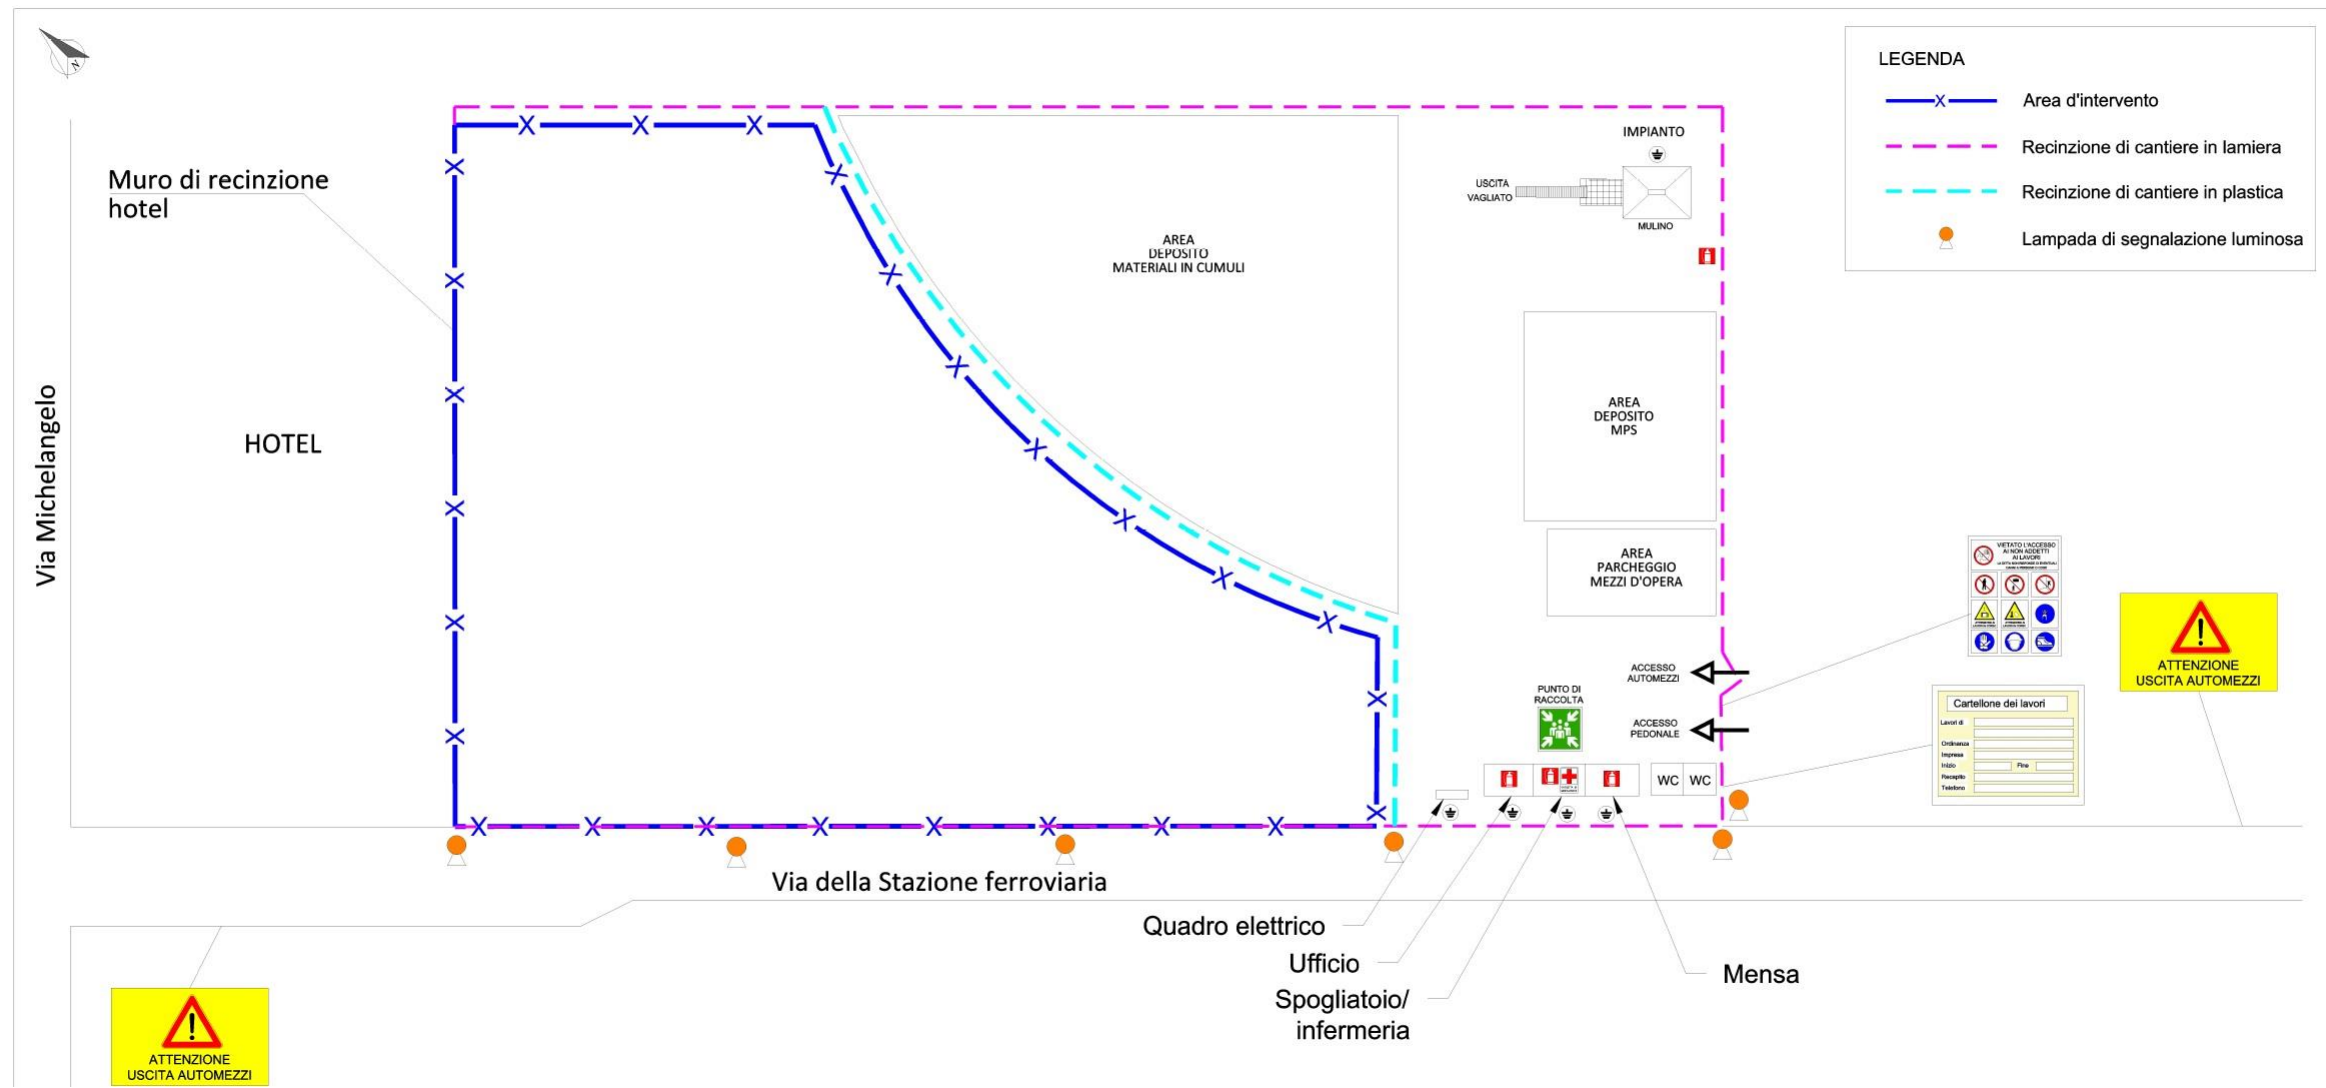 N
LEGENDA
X
Area d'intervento
Recinzione di cantiere in lamiera
Recinzione di cantiere in plastica
Lampada di segnalazione luminosa
Muro di recinzione
hotel
HOTEL
Via Michelangelo
AREA
DEPOSITO
MATERIALI IN CUMULI
IMPIANTO
USCITA
VAGLIATO
MULINO
AREA
DEPOSITO
MPS
AREA
PARCHEGGIO
MEZZI D'OPERA
ACCESSO
AUTOMEZZI
PUNTO DI
RACCOLTA
ACCESSO
PEDONALE
WC
WC
VIETATO L'ACCESSO
AI NON ADDETTI
AI LAVORI
Cartellone dei lavori
Lavori di
Ordinanza
Impresa
Inizio
Fine
Recapito
Telefono
ATTENZIONE
USCITA AUTOMEZZI
Via della Stazione ferroviaria
Quadro elettrico
Ufficio
Spogliatoio/
infermeria
Mensa
ATTENZIONE
USCITA AUTOMEZZI